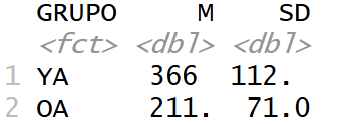 GRUPO M SD
<fct> <dbl> <dbl>
1 YA 366 112.
2 OA 211. 71.0